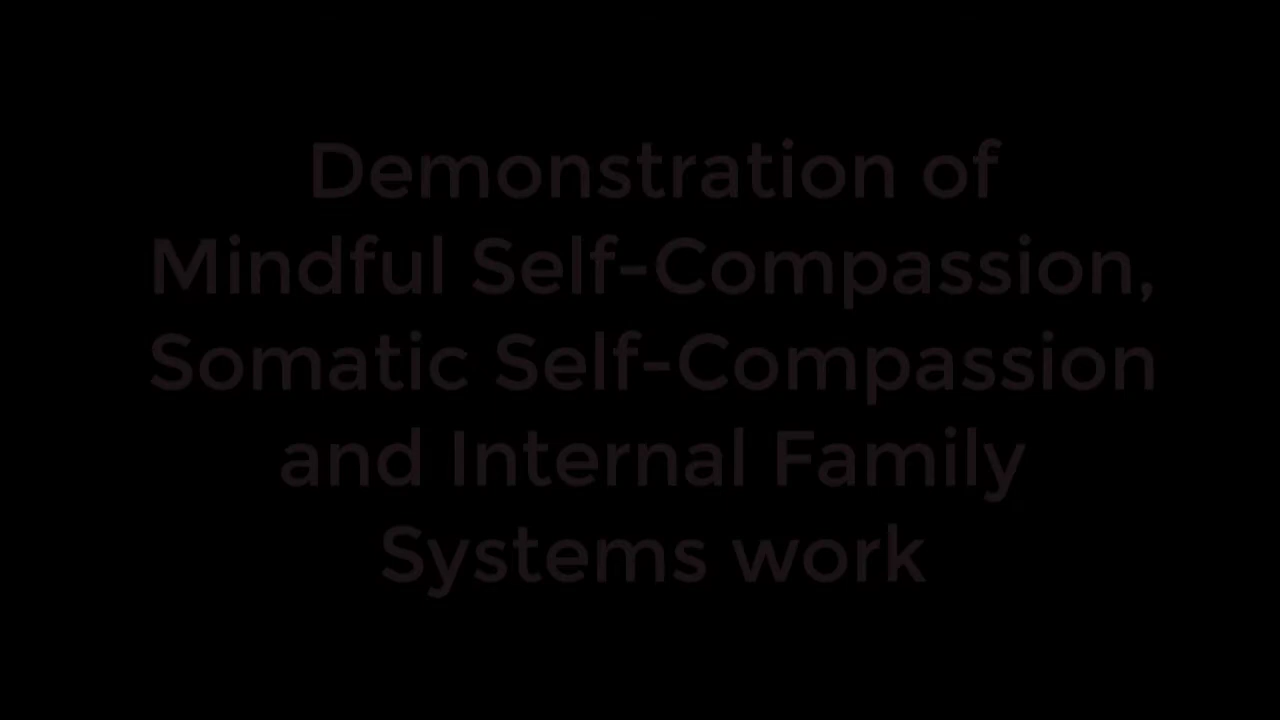 Demonstration of
Mindful Self-Compassion,
Somatic Self-Compassion
and Internal Family
Systems work